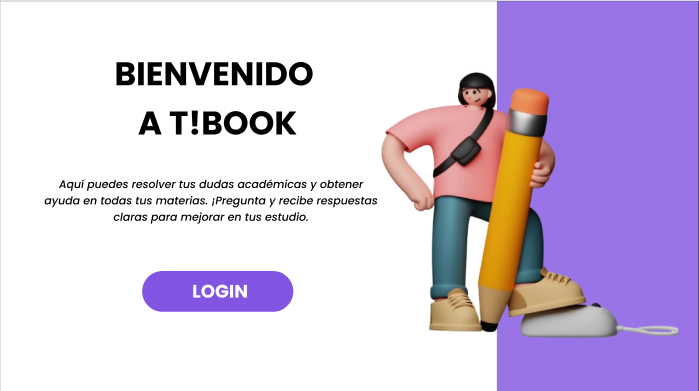 BIENVENIDO
A T!BOOK
Aquí puedes resolver tus dudas académicas y obtener
ayuda en todas tus materias. ¡Pregunta y recibe respuestas
claras para mejorar en tus estudio.
LOGIN